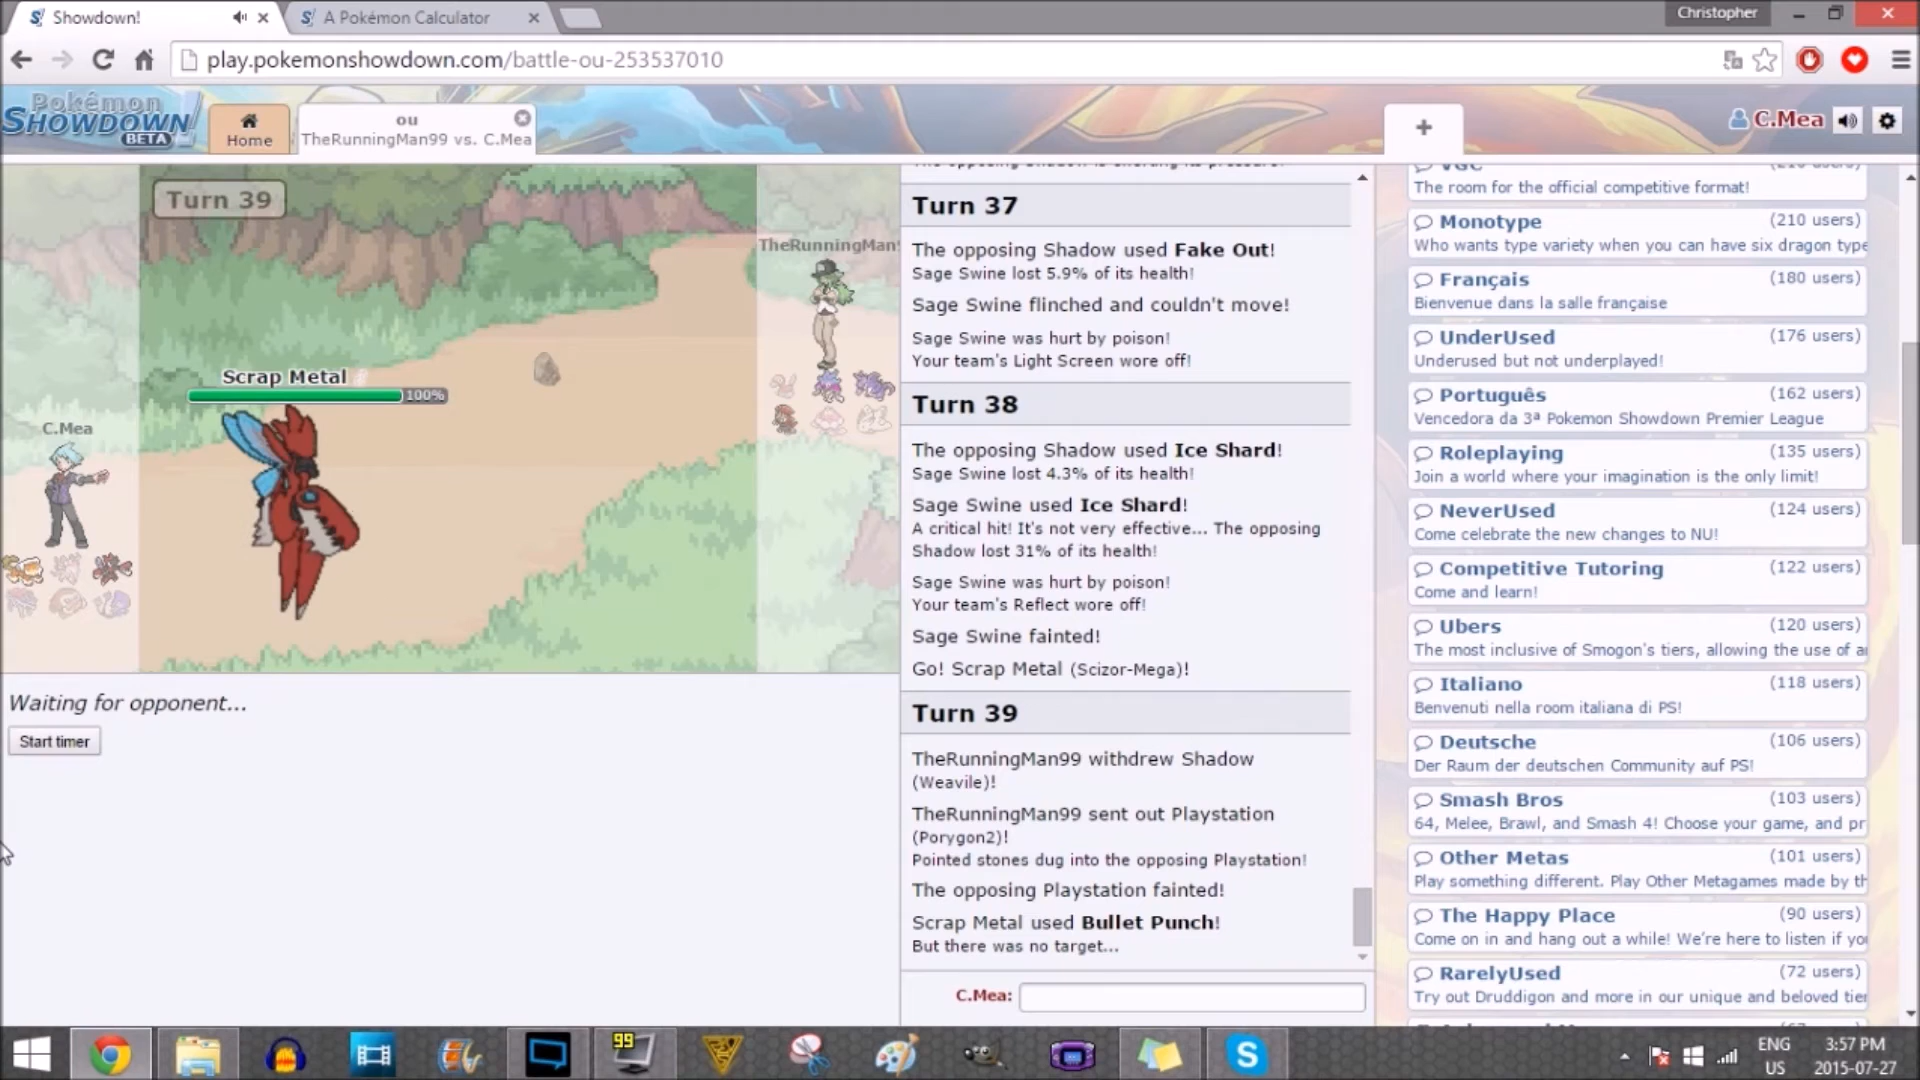 Showdown!
A Pokémon Calculator
Christopher
play.pokemonshowdown.com/battle-ou-253537010
Pokémon
SHOWDOWN!
BETA
Home
ou
TheRunningMan99 vs. C.Mea
+
C.Mea
Turn 39
TheRunningMan9
Scrap Metal
100%
C.Mea
Waiting for opponent...
Start timer
Turn 37
The opposing Shadow used Fake Out!
Sage Swine lost 5.9% of its health!
Sage Swine flinched and couldn't move!
Sage Swine was hurt by poison!
Your team's Light Screen wore off!
Turn 38
The opposing Shadow used Ice Shard!
Sage Swine lost 4.3% of its health!
Sage Swine used Ice Shard!
A critical hit! It's not very effective... The opposing
Shadow lost 31% of its health!
Sage Swine was hurt by poison!
Your team's Reflect wore off!
Sage Swine fainted!
Go! Scrap Metal (Scizor-Mega)!
Turn 39
TheRunningMan99 withdrew Shadow
(Weavile)!
TheRunningMan99 sent out Playstation
(Porygon2)!
Pointed stones dug into the opposing Playstation!
The opposing Playstation fainted!
Scrap Metal used Bullet Punch!
But there was no target...
C.Mea:
VGC
The room for the official competitive format!
Monotype (210 users)
Who wants type variety when you can have six dragon type
Français (180 users)
Bienvenue dans la salle française
UnderUsed (176 users)
Underused but not underplayed!
Português (162 users)
Vencedora da 3ª Pokemon Showdown Premier League
Roleplaying (135 users)
Join a world where your imagination is the only limit!
NeverUsed (124 users)
Come celebrate the new changes to NU!
Competitive Tutoring (122 users)
Come and learn!
Ubers (120 users)
The most inclusive of Smogon's tiers, allowing the use of a
Italiano (118 users)
Benvenuti nella room italiana di PS!
Deutsche (106 users)
Der Raum der deutschen Community auf PS!
Smash Bros (103 users)
64, Melee, Brawl, and Smash 4! Choose your game, and pr
Other Metas (101 users)
Play something different. Play Other Metagames made by th
The Happy Place (90 users)
Come on in and hang out a while! We're here to listen if yo
RarelyUsed (72 users)
Try out Druddigon and more in our unique and beloved tier
99
ENG
US
3:57 PM
2015-07-27